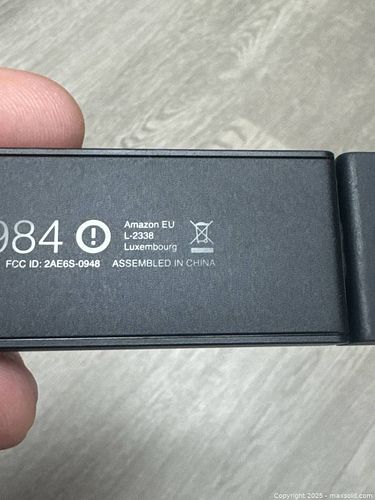 984
Amazon EU
L-2338
Luxembourg
FCC ID: 2AE6S-0948 ASSEMBLED IN CHINA
Copyright 2025 - maxsold.com